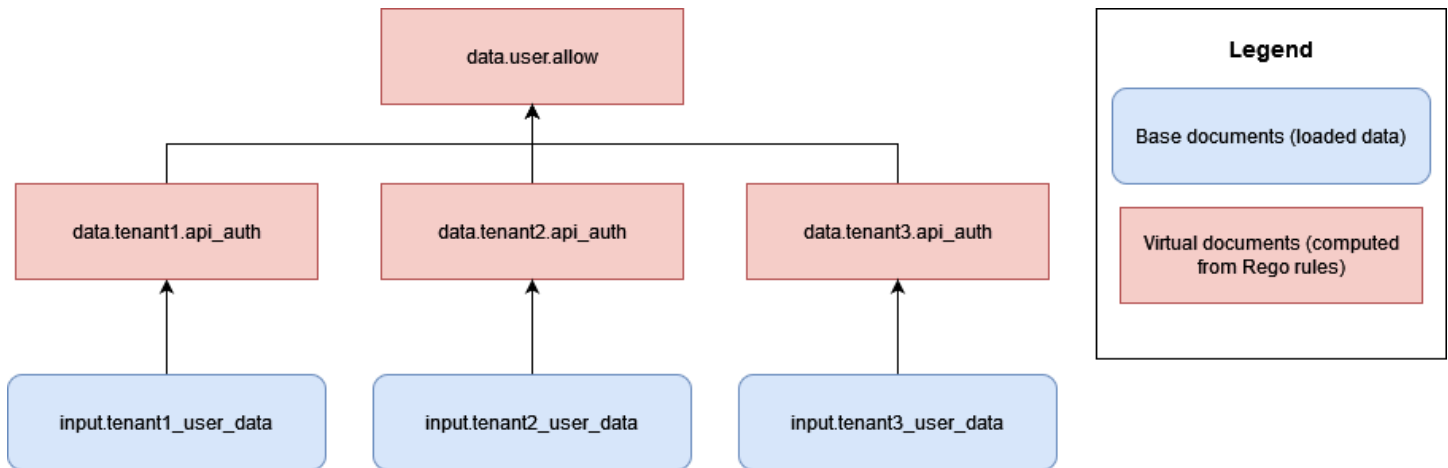 data.user.allow
data.tenant1.api_auth
data.tenant2.api_auth
data.tenant3.api_auth
input.tenant1_user_data
input.tenant2_user_data
input.tenant3_user_data
Legend
Base documents (loaded data)
Virtual documents (computed
from Rego rules)